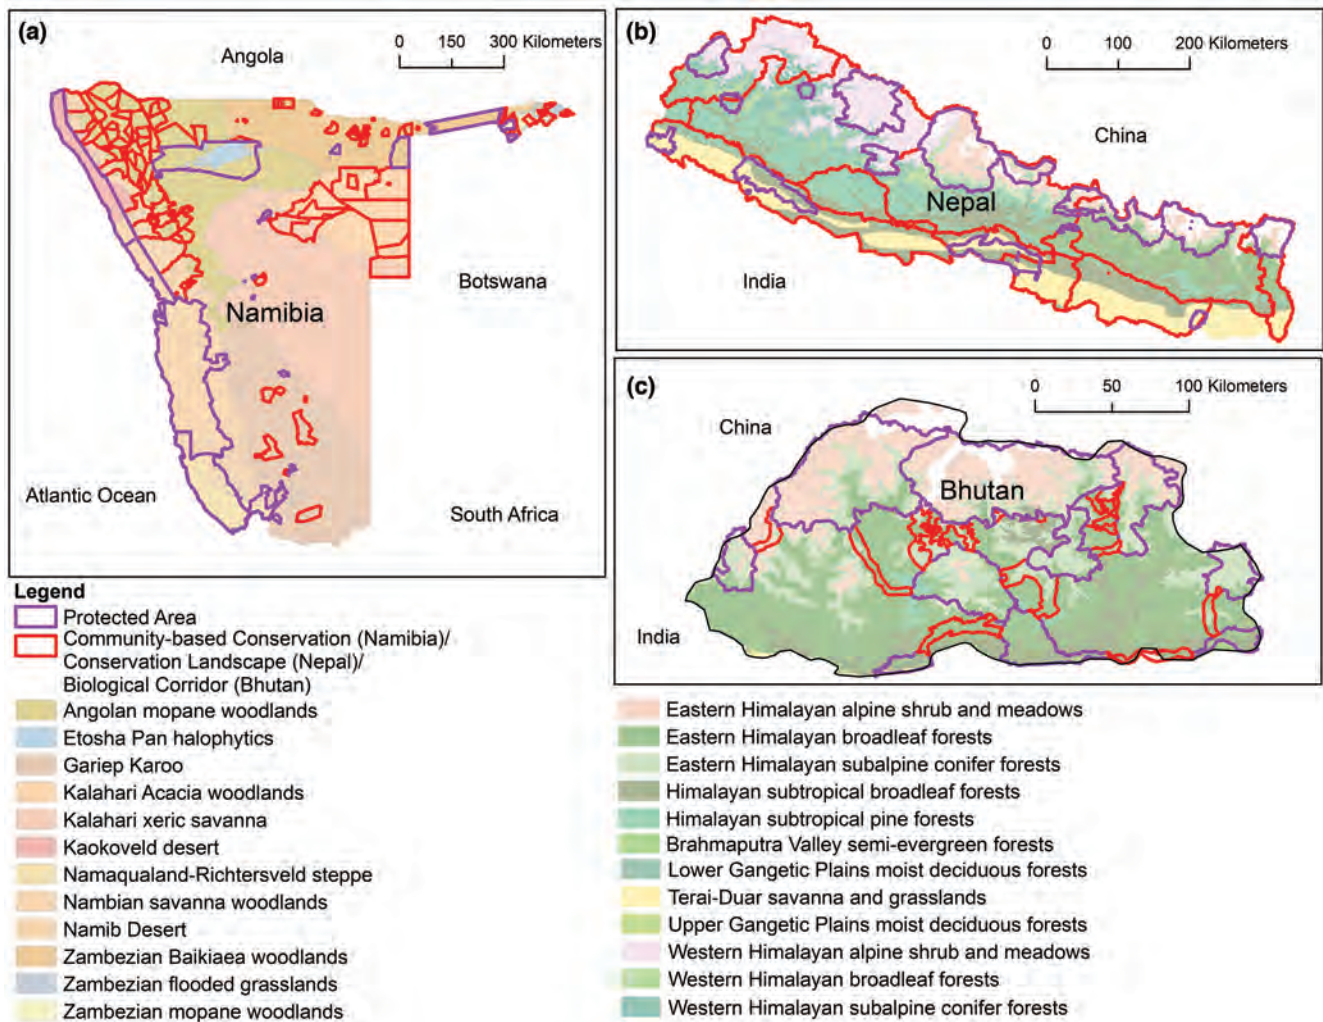 (a)
Angola
0 150 300 Kilometers
Namibia
Botswana
Atlantic Ocean
South Africa
(b)
0 100 200 Kilometers
China
Nepal
India
(c)
0 50 100 Kilometers
China
Bhutan
India
Legend
Protected Area
Community-based Conservation (Namibia)/
Conservation Landscape (Nepal)/
Biological Corridor (Bhutan)
Angolan mopane woodlands
Etosha Pan halophytics
Gariep Karoo
Kalahari Acacia woodlands
Kalahari xeric savanna
Kaokoveld desert
Namaqualand-Richtersveld steppe
Nambian savanna woodlands
Namib Desert
Zambezian Baikiaea woodlands
Zambezian flooded grasslands
Zambezian mopane woodlands
Eastern Himalayan alpine shrub and meadows
Eastern Himalayan broadleaf forests
Eastern Himalayan subalpine conifer forests
Himalayan subtropical broadleaf forests
Himalayan subtropical pine forests
Brahmaputra Valley semi-evergreen forests
Lower Gangetic Plains moist deciduous forests
Terai-Duar savanna and grasslands
Upper Gangetic Plains moist deciduous forests
Western Himalayan alpine shrub and meadows
Western Himalayan broadleaf forests
Western Himalayan subalpine conifer forests